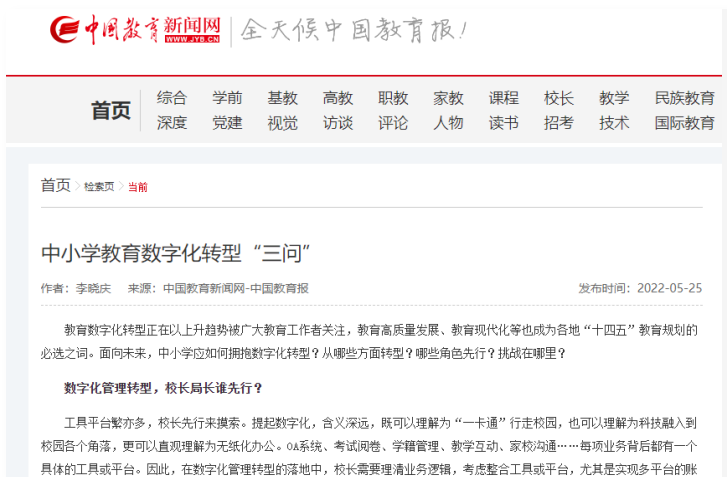 中国教育新闻网 WWW.JYB.CN 全天候中国教育报!
首页 综合 学前 基教 高教 职教 家教 课程 校长 教学 民族教育
深度 党建 视觉 访谈 评论 人物 读书 招考 技术 国际教育
首页 > 检索页 > 当前
中小学教育数字化转型“三问”
作者：李晓庆 来源：中国教育新闻网-中国教育报 发布时间：2022-05-25
教育数字化转型正在以上升趋势被广大教育工作者关注，教育高质量发展、教育现代化等也成为各地“十四五”教育规划的
必选之词。面向未来，中小学应如何拥抱数字化转型？从哪些方面转型？哪些角色先行？挑战在哪里？
数字化管理转型，校长局长谁先行？
工具平台繁亦多，校长先行来摸索。提起数字化，含义深远，既可以理解为“一卡通”行走校园，也可以理解为科技融入到
校园各个角落，更可以直观理解为无纸化办公。OA系统、考试阅卷、学籍管理、教学互动、家校沟通……每项业务背后都有一个
具体的工具或平台。因此，在数字化管理转型的落地中，校长需要理清业务逻辑，考虑整合工具或平台，尤其是实现多平台的账